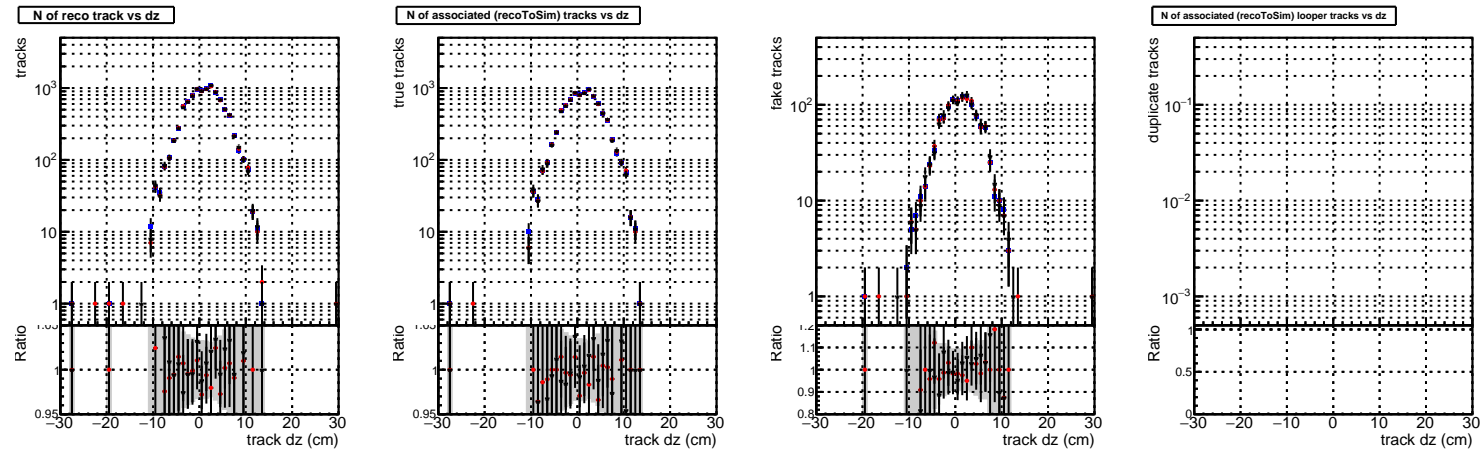 N of reco track vs dz
tracks
10³
10²
10
1
Ratio
1.05
1
0.95
−30 −20 −10 0 10 20 30
track dz (cm)
N of associated (recoToSim) tracks vs dz
true tracks
10³
10²
10
1
Ratio
1.05
1
0.95
−30 −20 −10 0 10 20 30
track dz (cm)
fake tracks
10²
10
1
Ratio
1.2
1.1
1
0.9
0.8
−30 −20 −10 0 10 20 30
track dz (cm)
N of associated (recoToSim) looper tracks vs dz
duplicate tracks
10⁻¹
10⁻²
10⁻³
Ratio
1
0.5
0
−30 −20 −10 0 10 20 30
track dz (cm)